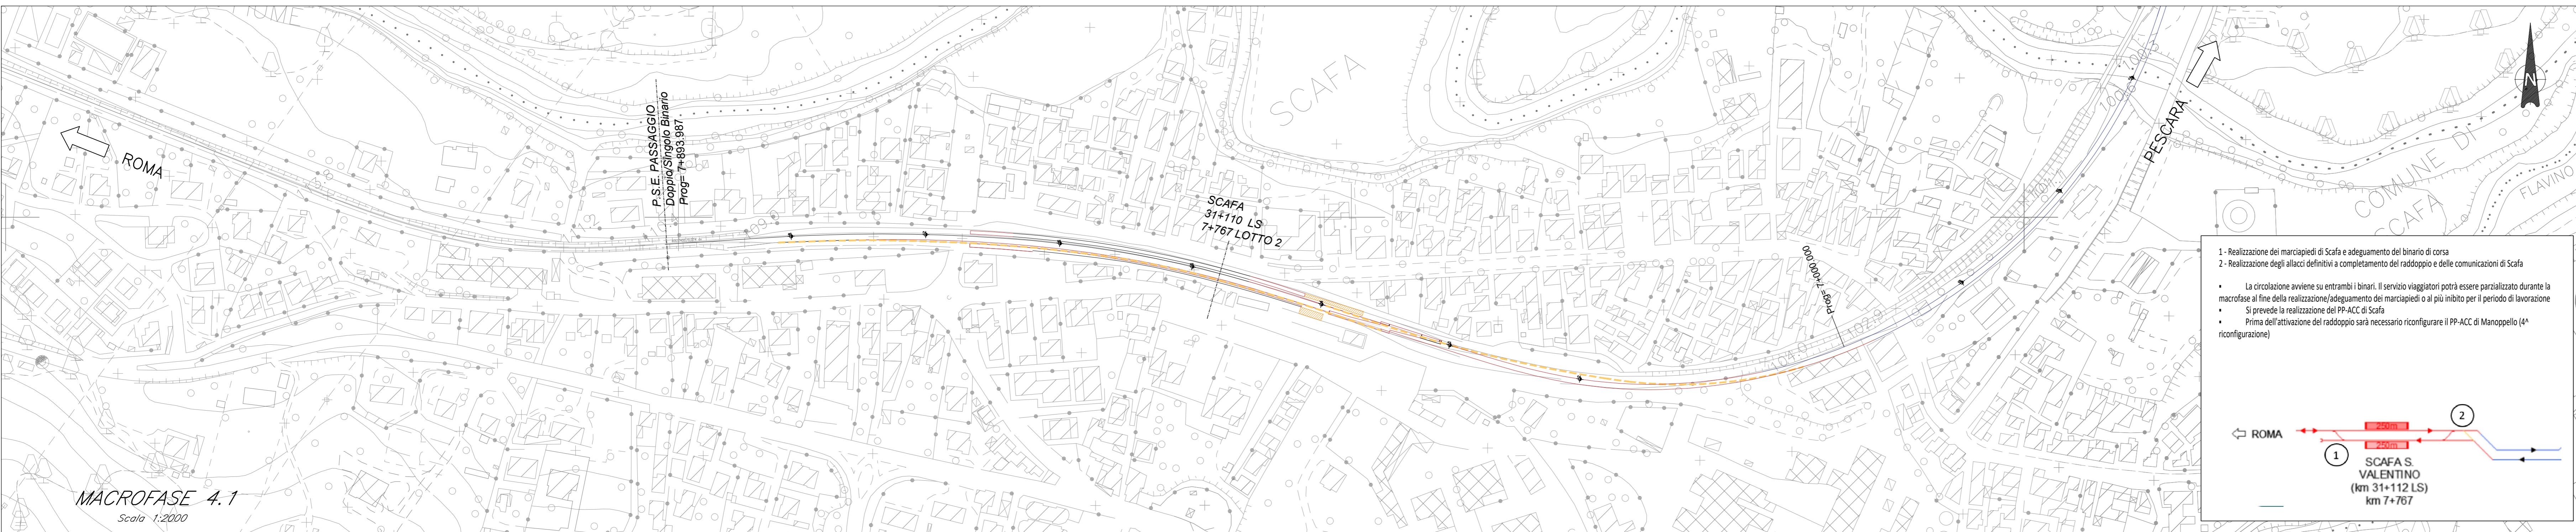 ROMA
P.S.E. PASSAGGIO
Doppio/Singolo Binario
Prog= 7+893.987
SCAFA
SCAFA
31+110 LS
7+767 LOTTO 2
Prog= 7+000.000
102.9
PESCARA
N
COMUNE DI
SCAFA
FLAVINO
1 - Realizzazione dei marciapiedi di Scafa e adeguamento del binario di corsa
2 - Realizzazione degli allacci definitivi a completamento del raddoppio e delle comunicazioni di Scafa
• La circolazione avviene su entrambi i binari. Il servizio viaggiatori potrà essere parzializzato durante la
macrofase al fine della realizzazione/adeguamento dei marciapiedi o al più inibito per il periodo di lavorazione
• Si prevede la realizzazione del PP-ACC di Scafa
• Prima dell'attivazione del raddoppio sarà necessario riconfigurare il PP-ACC di Manoppello (4^
riconfigurazione)
2
ROMA
250m
250m
1
SCAFA S.
VALENTINO
(km 31+112 LS)
km 7+767
MACROFASE 4.1
Scala 1:2000